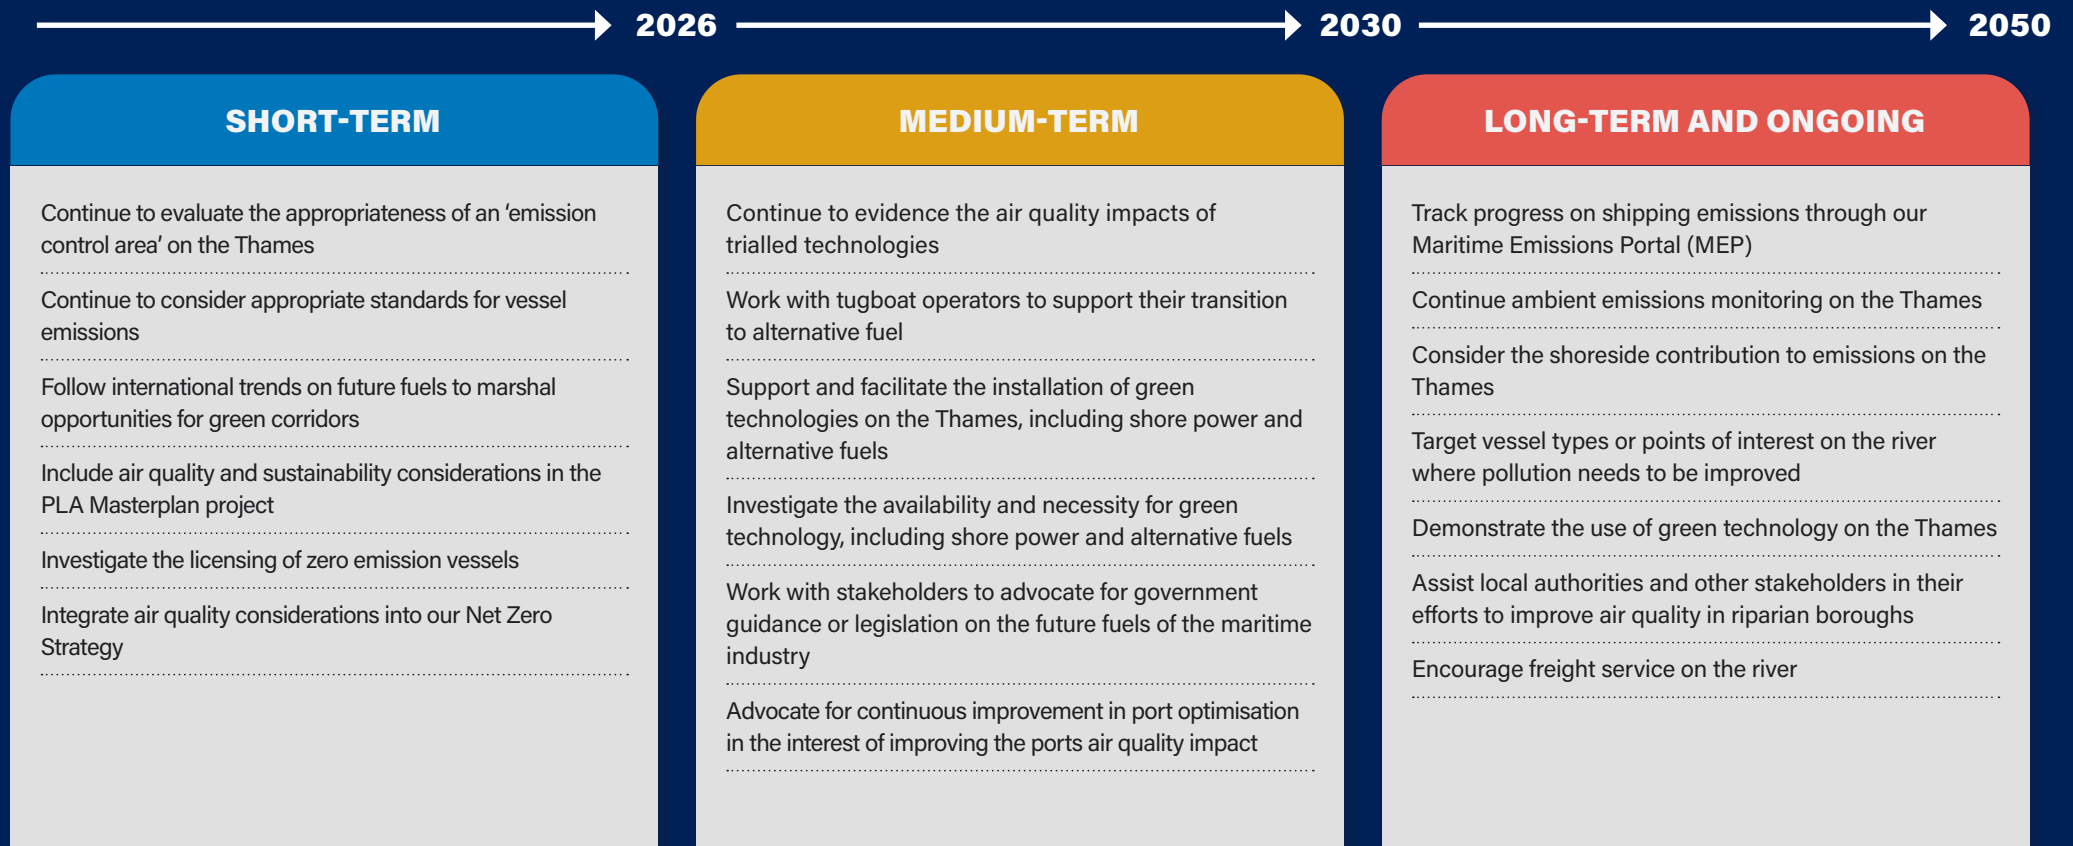 2026
2030
2050
SHORT-TERM
Continue to evaluate the appropriateness of an ‘emission
control area’ on the Thames
Continue to consider appropriate standards for vessel
emissions
Follow international trends on future fuels to marshal
opportunities for green corridors
Include air quality and sustainability considerations in the
PLA Masterplan project
Investigate the licensing of zero emission vessels
Integrate air quality considerations into our Net Zero
Strategy
MEDIUM-TERM
Continue to evidence the air quality impacts of
trialled technologies
Work with tugboat operators to support their transition
to alternative fuel
Support and facilitate the installation of green
technologies on the Thames, including shore power and
alternative fuels
Investigate the availability and necessity for green
technology, including shore power and alternative fuels
Work with stakeholders to advocate for government
guidance or legislation on the future fuels of the maritime
industry
Advocate for continuous improvement in port optimisation
in the interest of improving the ports air quality impact
LONG-TERM AND ONGOING
Track progress on shipping emissions through our
Maritime Emissions Portal (MEP)
Continue ambient emissions monitoring on the Thames
Consider the shoreside contribution to emissions on the
Thames
Target vessel types or points of interest on the river
where pollution needs to be improved
Demonstrate the use of green technology on the Thames
Assist local authorities and other stakeholders in their
efforts to improve air quality in riparian boroughs
Encourage freight service on the river